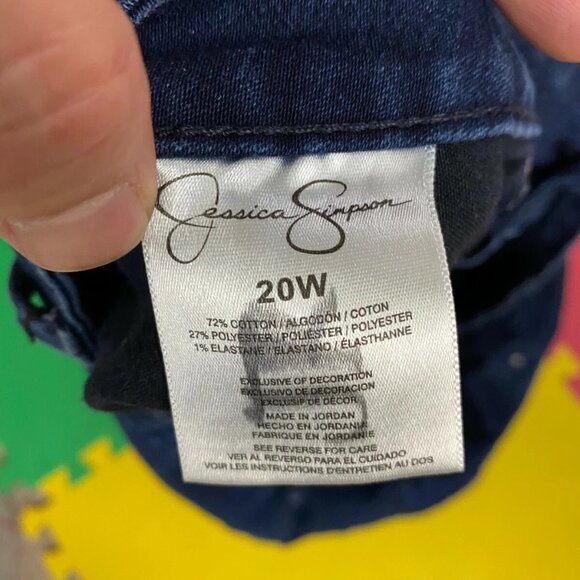 Jessica Simpson
20W
72% COTTON / ALGODÓN / COTON
27% POLYESTER / POLIÉSTER / POLYESTER
1% ELASTANE / ELASTANO / ÉLASTHANNE
EXCLUSIVE OF DECORATION
EXCLUSIVO DE DECORACION
EXCLUSIF DE DÉCOR
MADE IN JORDAN
HECHO EN JORDANIA
FABRIQUE EN JORDANIE
SEE REVERSE FOR CARE
VER AL REVERSO PARA EL CUIDADO
VOIR LES INSTRUCTIONS D'ENTRETIEN AU DOS